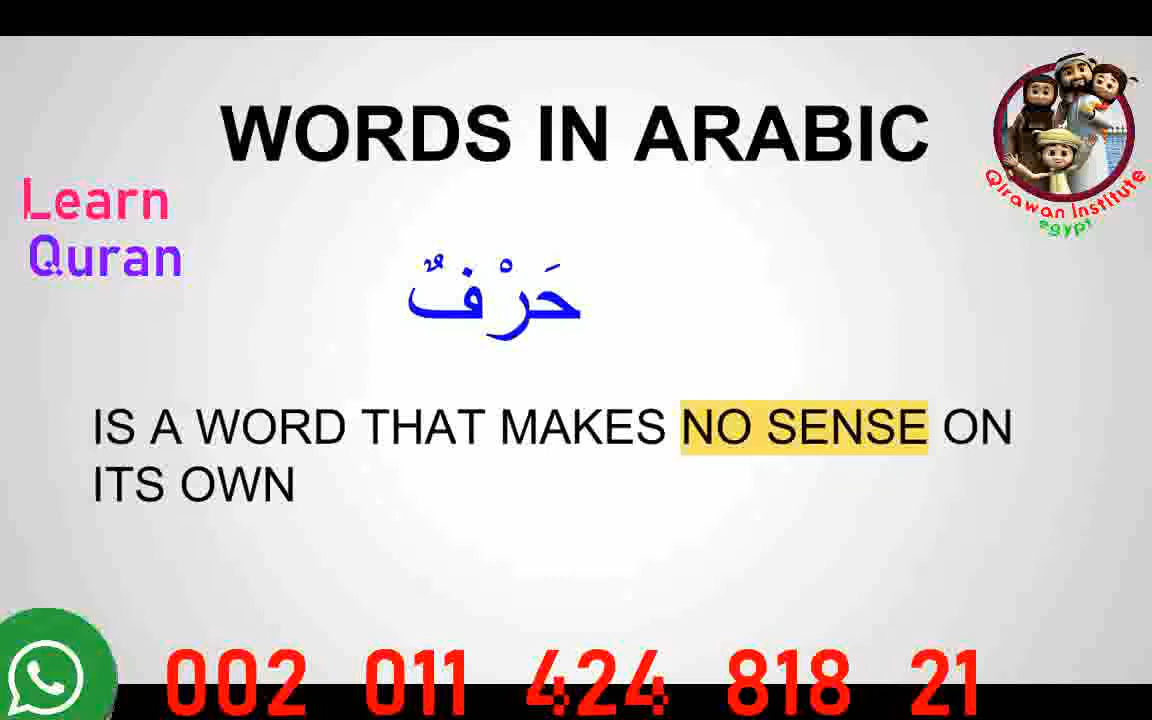 WORDS IN ARABIC
Learn
Quran
Qirawan institute
egypt
حَرْفٌ
IS A WORD THAT MAKES NO SENSE ON
ITS OWN
002 011 424 818 21